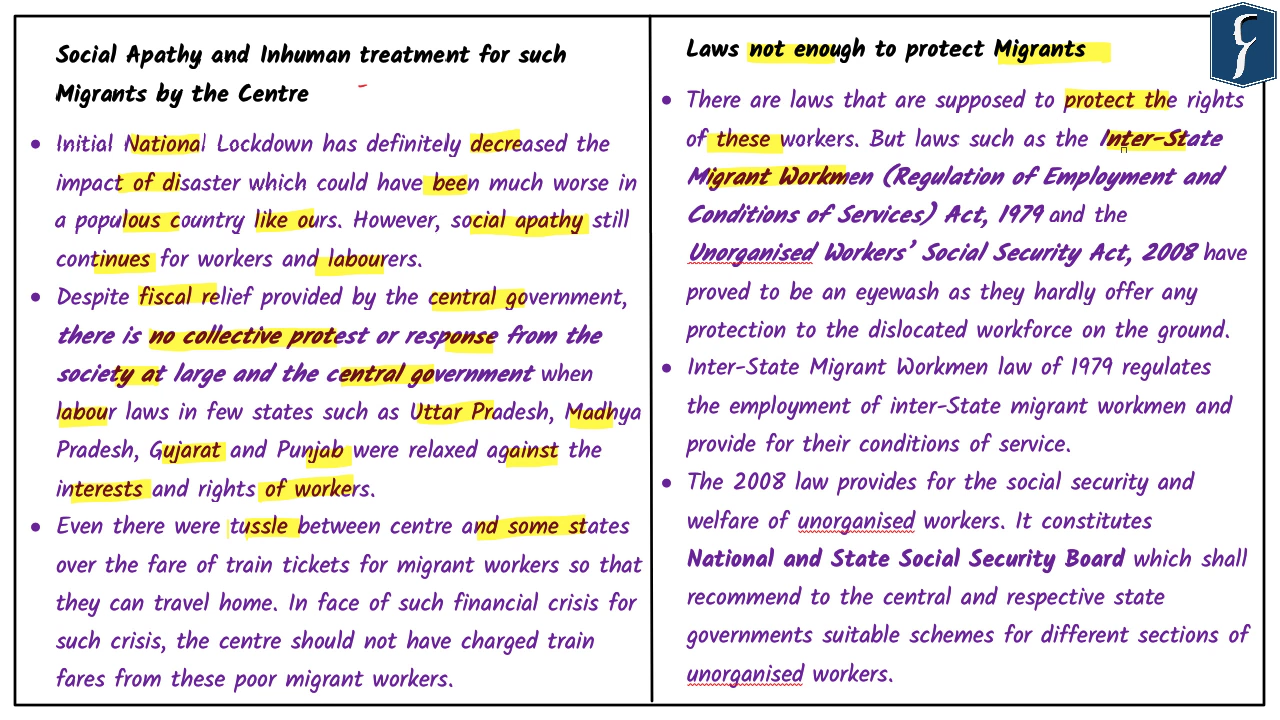 Social Apathy and Inhuman treatment for such
Migrants by the Centre
Initial National Lockdown has definitely decreased the
impact of disaster which could have been much worse in
a populous country like ours. However, social apathy still
continues for workers and labourers.
Despite fiscal relief provided by the central government,
there is no collective protest or response from the
society at large and the central government when
labour laws in few states such as Uttar Pradesh, Madhya
Pradesh, Gujarat and Punjab were relaxed against the
interests and rights of workers.
Even there were tussle between centre and some states
over the fare of train tickets for migrant workers so that
they can travel home. In face of such financial crisis for
such crisis, the centre should not have charged train
fares from these poor migrant workers.
Laws not enough to protect Migrants
There are laws that are supposed to protect the rights
of these workers. But laws such as the Inter-State
Migrant Workmen (Regulation of Employment and
Conditions of Services) Act, 1979 and the
Unorganised Workers' Social Security Act, 2008 have
proved to be an eyewash as they hardly offer any
protection to the dislocated workforce on the ground.
Inter-State Migrant Workmen law of 1979 regulates
the employment of inter-State migrant workmen and
provide for their conditions of service.
The 2008 law provides for the social security and
welfare of unorganised workers. It constitutes
National and State Social Security Board which shall
recommend to the central and respective state
governments suitable schemes for different sections of
unorganised workers.